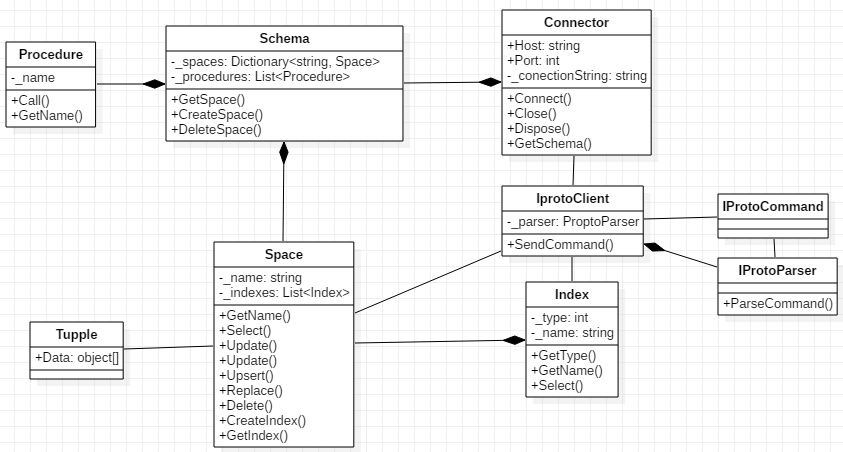 Procedure
-_name
+Call()
+GetName()
Schema
-_spaces: Dictionary<string, Space>
-_procedures: List<Procedure>
+GetSpace()
+CreateSpace()
+DeleteSpace()
Connector
+Host: string
+Port: int
-_conectionString: string
+Connect()
+Close()
+Dispose()
+GetSchema()
IprotoClient
-_parser: ProptoParser
+SendCommand()
IProtoCommand
IProtoParser
+ParseCommand()
Space
-_name: string
-_indexes: List<Index>
+GetName()
+Select()
+Update()
+Update()
+Upsert()
+Replace()
+Delete()
+CreateIndex()
+GetIndex()
Index
-_type: int
-_name: string
+GetType()
+GetName()
+Select()
Tupple
+Data: object[]